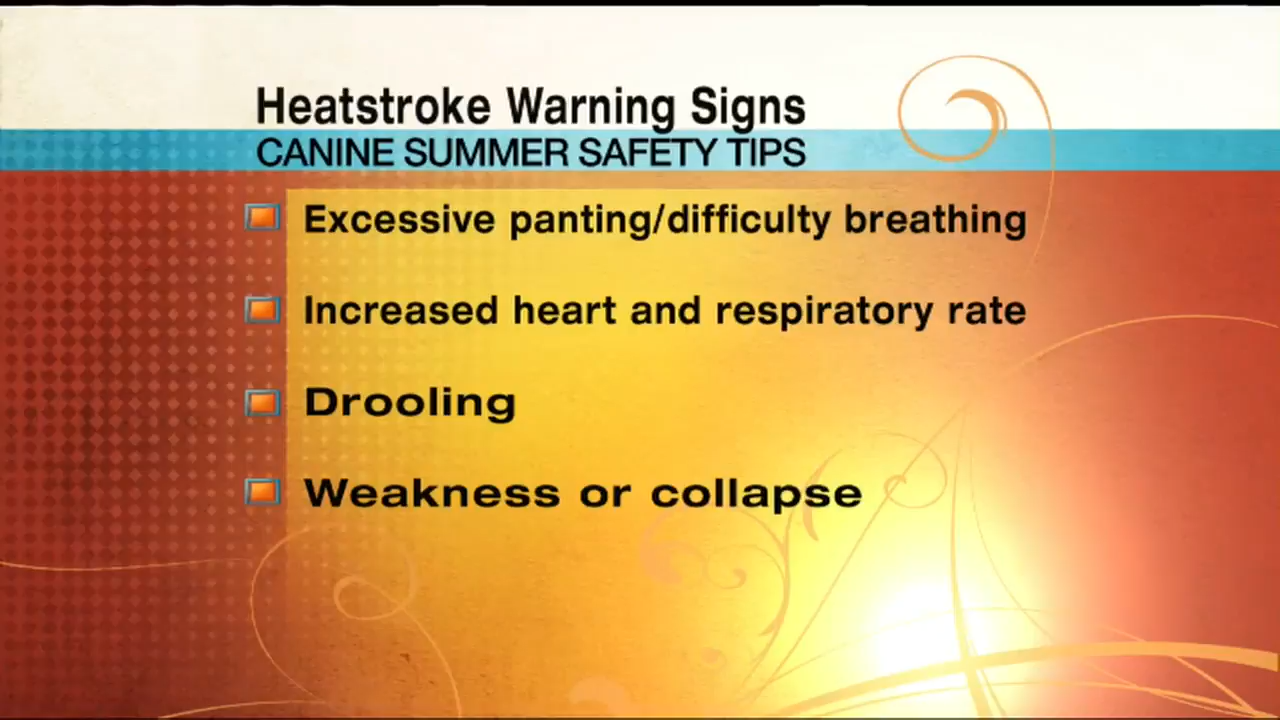 Heatstroke Warning Signs
CANINE SUMMER SAFETY TIPS
Excessive panting/difficulty breathing
Increased heart and respiratory rate
Drooling
Weakness or collapse